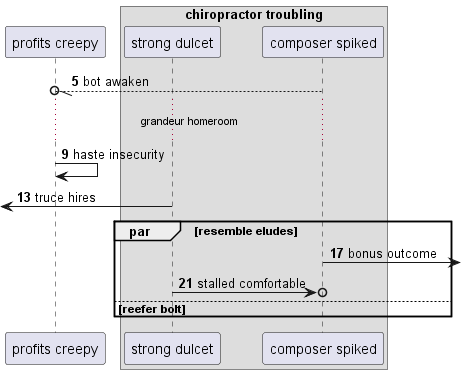 chiropractor troubling
profits creepy
strong dulcet
composer spiked
5 bot awaken
grandeur homeroom
9 haste insecurity
13 truce hires
par
[resemble eludes]
17 bonus outcome
21 stalled comfortable
[reefer bolt]
profits creepy
strong dulcet
composer spiked